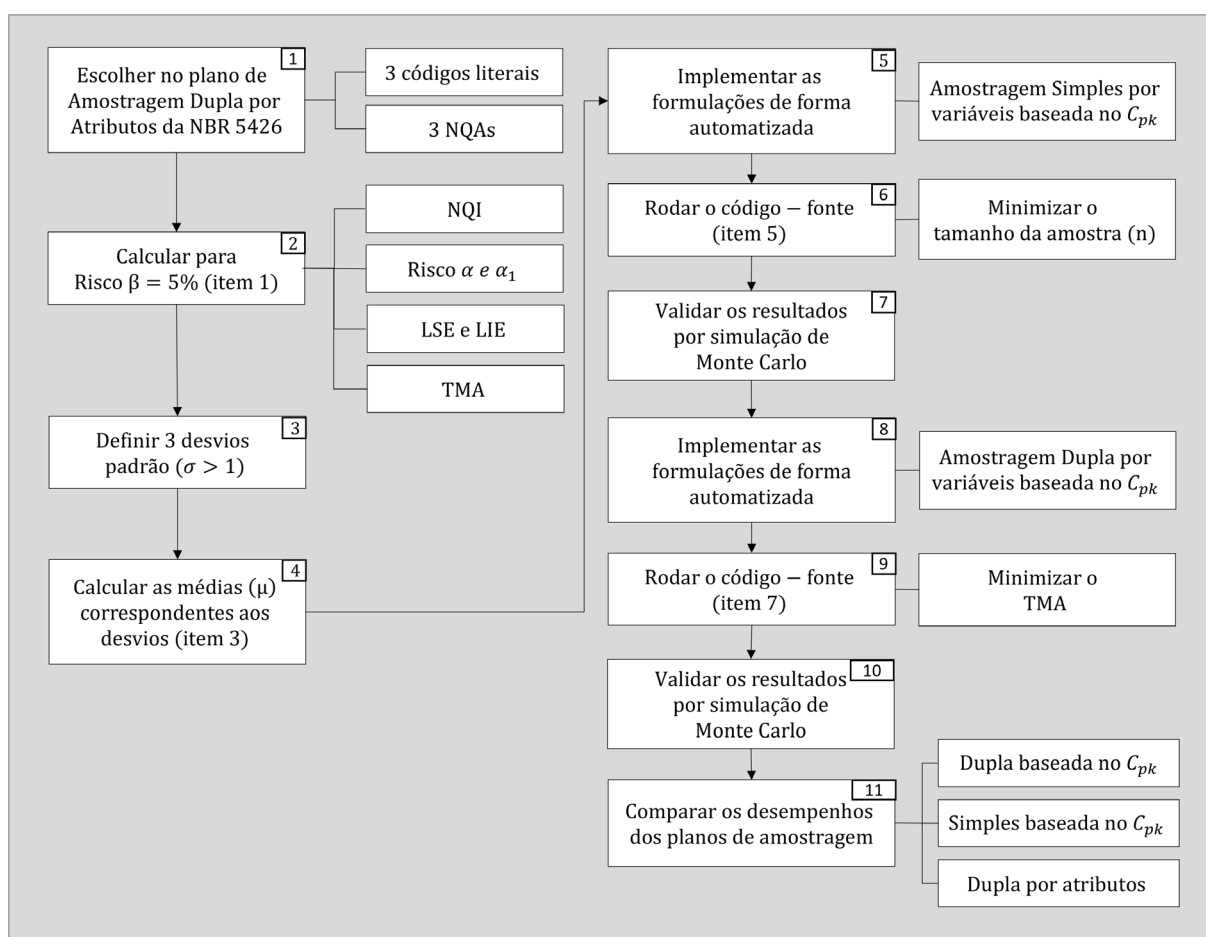 1
Escolher no plano de
Amostragem Dupla por
Atributos da NBR 5426
3 códigos literais
3 NQAs
2
Calcular para
Risco β = 5% (item 1)
NQI
Risco α e α₁
LSE e LIE
TMA
3
Definir 3 desvios
padrão (σ > 1)
4
Calcular as médias (μ)
correspondentes aos
desvios (item 3)
5
Implementar as
formulações de forma
automatizada
Amostragem Simples por
variáveis baseada no Cpk
6
Rodar o código − fonte
(item 5)
Minimizar o
tamanho da amostra (n)
7
Validar os resultados
por simulação de
Monte Carlo
8
Implementar as
formulações de forma
automatizada
Amostragem Dupla por
variáveis baseada no Cpk
9
Rodar o código − fonte
(item 7)
Minimizar o
TMA
10
Validar os resultados
por simulação de
Monte Carlo
11
Comparar os desempenhos
dos planos de amostragem
Dupla baseada no Cpk
Simples baseada no Cpk
Dupla por atributos